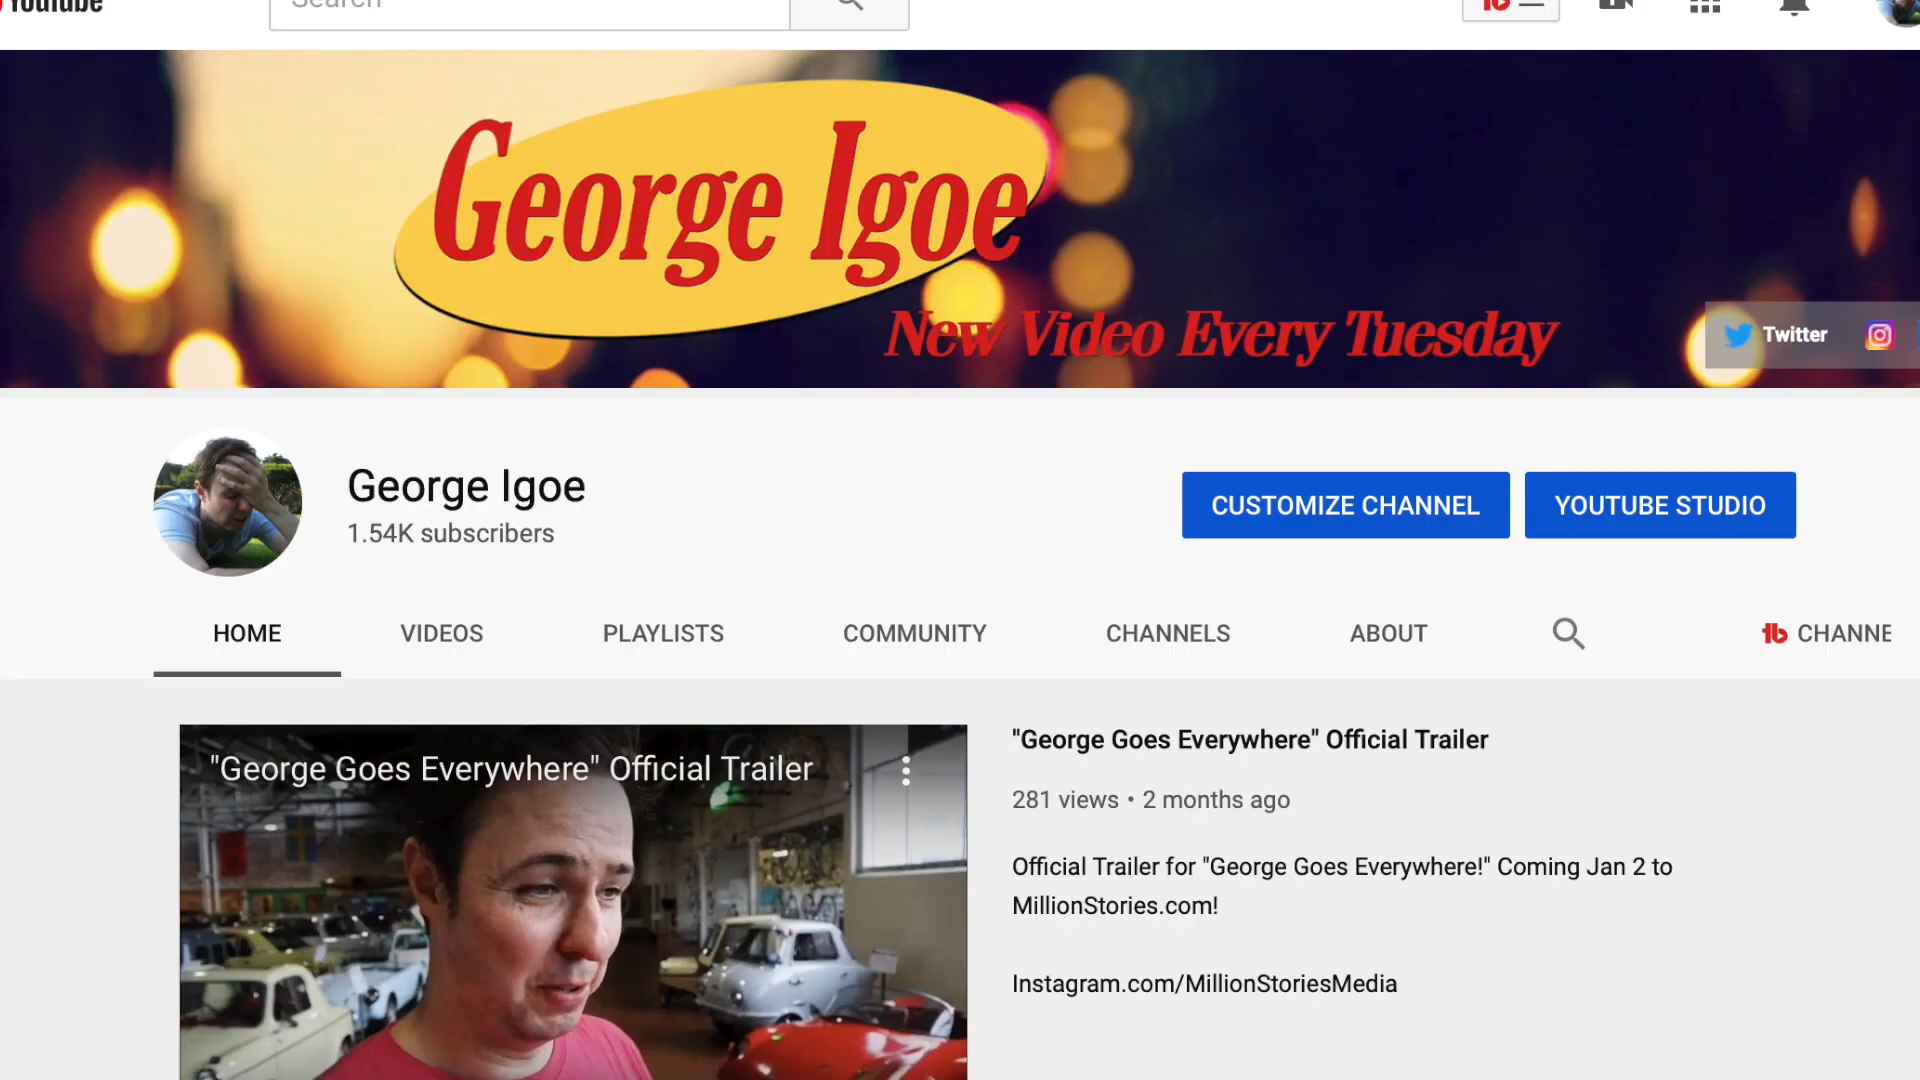 YouTube
Search
George Igoe
New Video Every Tuesday
Twitter
George Igoe
1.54K subscribers
CUSTOMIZE CHANNEL
YOUTUBE STUDIO
HOME
VIDEOS
PLAYLISTS
COMMUNITY
CHANNELS
ABOUT
CHANNE
"George Goes Everywhere" Official Trailer
"George Goes Everywhere" Official Trailer
281 views • 2 months ago
Official Trailer for "George Goes Everywhere!" Coming Jan 2 to
MillionStories.com!
Instagram.com/MillionStoriesMedia